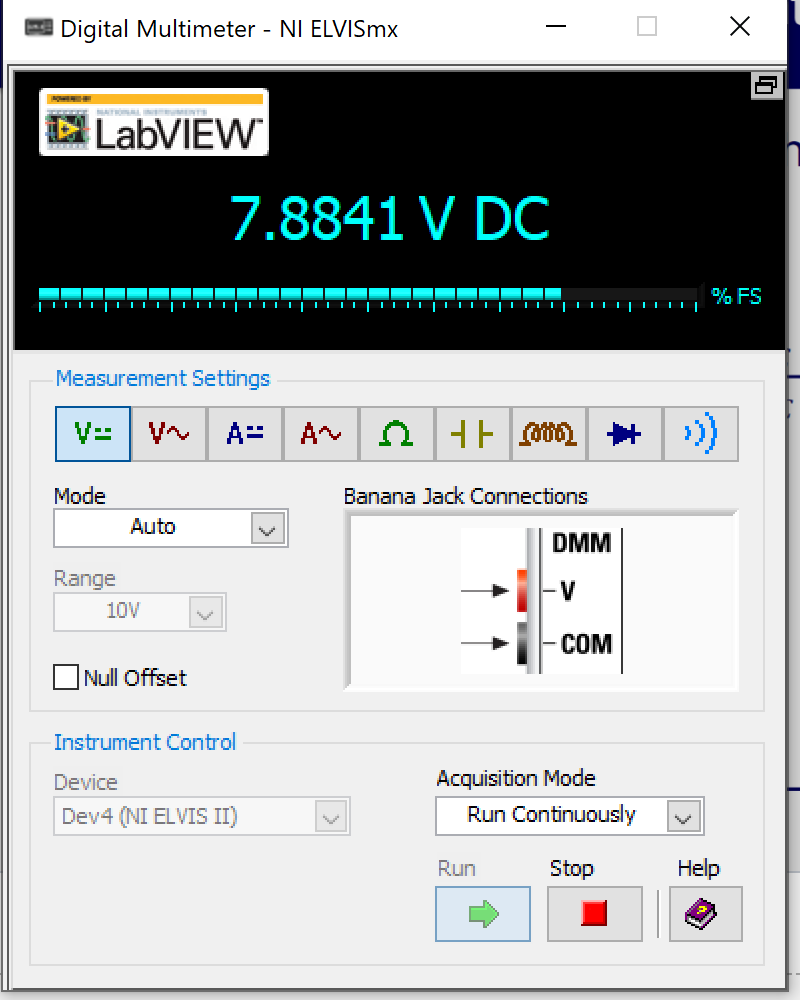 Digital Multimeter - NI ELVISmx
POWERED BY
NATIONAL INSTRUMENTS
LabVIEW™
7.8841 V DC
% FS
Measurement Settings
V V A A
Mode
Auto
Banana Jack Connections
DMM
V
COM
Range
10V
Null Offset
Instrument Control
Device
Dev4 (NI ELVIS II)
Acquisition Mode
Run Continuously
Run Stop Help